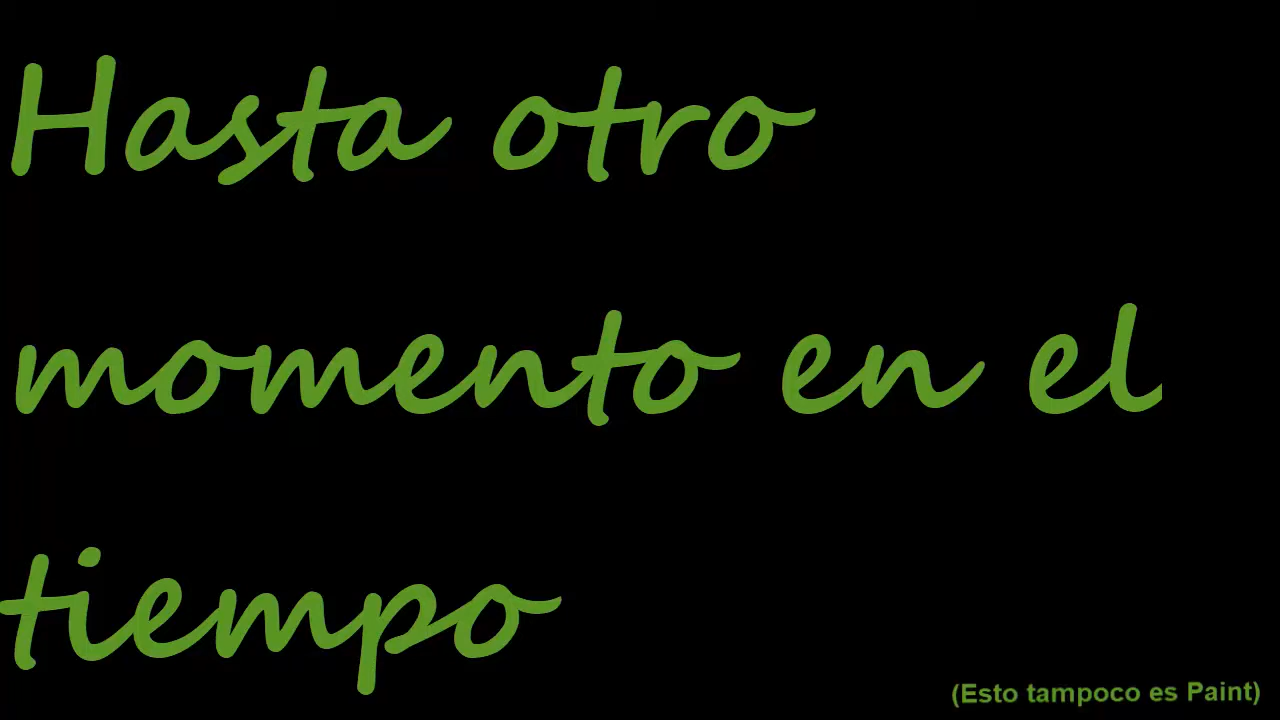 Hasta otro
momento en el
tiempo
(Esto tampoco es Paint)